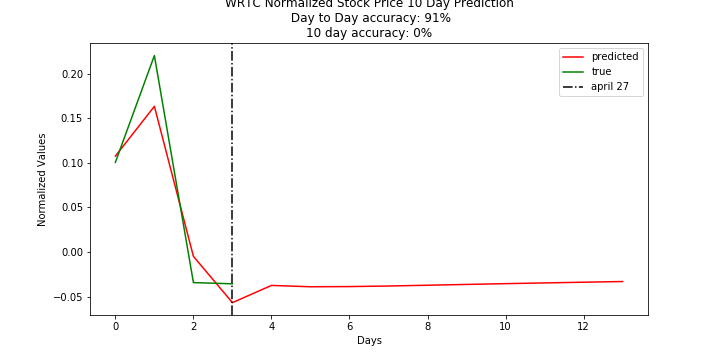 WRTC Normalized Stock Price 10 Day Prediction
Day to Day accuracy: 91%
10 day accuracy: 0%
predicted
true
april 27
0.20
0.15
0.10
0.05
0.00
−0.05
Normalized Values
0 2 4 6 8 10 12
Days